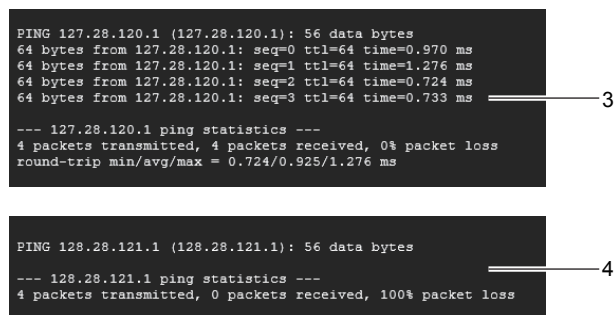 PING 127.28.120.1 (127.28.120.1): 56 data bytes
64 bytes from 127.28.120.1: seq=0 ttl=64 time=0.970 ms
64 bytes from 127.28.120.1: seq=1 ttl=64 time=1.276 ms
64 bytes from 127.28.120.1: seq=2 ttl=64 time=0.724 ms
64 bytes from 127.28.120.1: seq=3 ttl=64 time=0.733 ms
3
--- 127.28.120.1 ping statistics ---
4 packets transmitted, 4 packets received, 0% packet loss
round-trip min/avg/max = 0.724/0.925/1.276 ms
PING 128.28.121.1 (128.28.121.1): 56 data bytes
4
--- 128.28.121.1 ping statistics ---
4 packets transmitted, 0 packets received, 100% packet loss